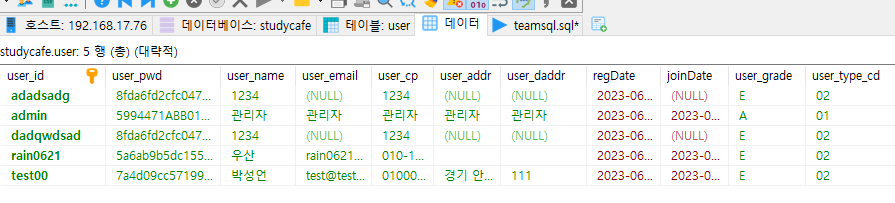 호스트: 192.168.17.76 데이터베이스: studycafe 테이블: user 데이터 teamsql.sql*
studycafe.user: 5 행 (총) (대략적)
user_id user_pwd user_name user_email user_cp user_addr user_daddr regDate joinDate user_grade user_type_cd
adadsadg 8fda6fd2cfc047... 1234 (NULL) 1234 (NULL) (NULL) 2023-06... (NULL) E 02
admin 5994471ABB01... 관리자 관리자 관리자 관리자 관리자 2023-06... 2023-0... A 01
dadqwdsad 8fda6fd2cfc047... 1234 (NULL) 1234 (NULL) (NULL) 2023-06... (NULL) E 02
rain0621 5a6ab9b5dc155... 우산 rain0621... 010-1... 2023-06... 2023-0... E 02
test00 7a4d09cc57199... 박성언 test@test... 01000... 경기 안... 111 2023-06... 2023-0... E 02